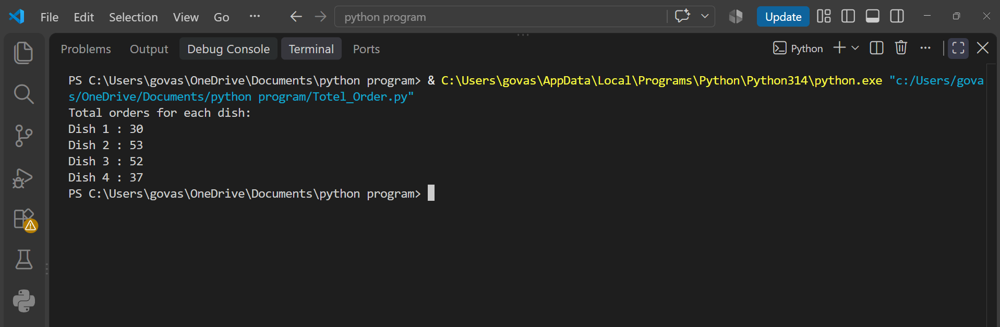 File Edit Selection View Go ··· python program Update
Problems Output Debug Console Terminal Ports Python
PS C:\Users\govas\OneDrive\Documents\python program> & C:\Users\govas\AppData\Local\Programs\Python\Python314\python.exe "c:/Users/gova
s/OneDrive/Documents/python program/Totel_Order.py"
Total orders for each dish:
Dish 1 : 30
Dish 2 : 53
Dish 3 : 52
Dish 4 : 37
PS C:\Users\govas\OneDrive\Documents\python program>